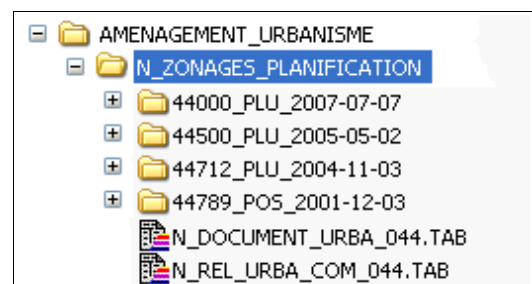 AMENAGEMENT_URBANISME
N_ZONAGES_PLANIFICATION
44000_PLU_2007-07-07
44500_PLU_2005-05-02
44712_PLU_2004-11-03
44789_POS_2001-12-03
N_DOCUMENT_URBA_044.TAB
N_REL_URBA_COM_044.TAB